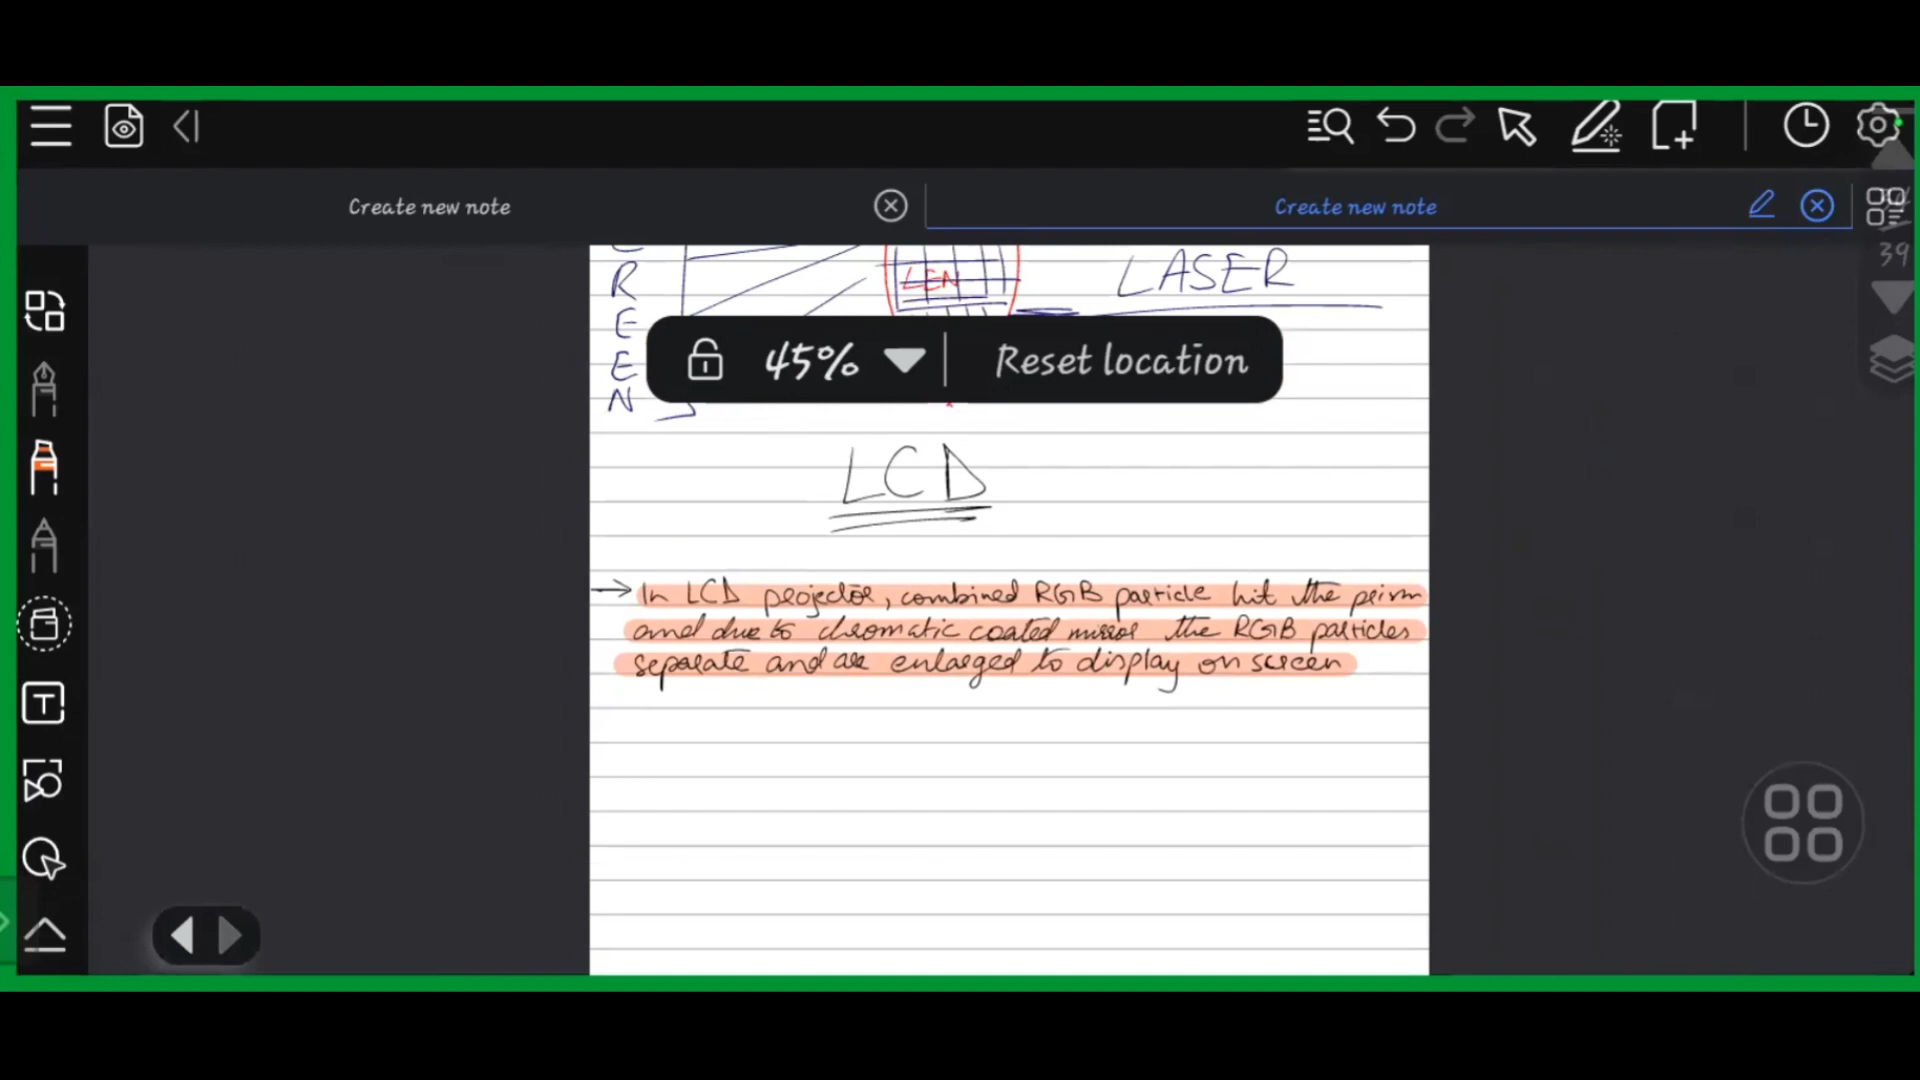 Create new note
Create new note
39
R
E
E
N
LEN
LASER
45%
Reset location
LCD
→ In LCD projector, combined RGB particle hit the prism
and due to chromatic coated mirror the RGB particles
separate and are enlarged to display on screen
T